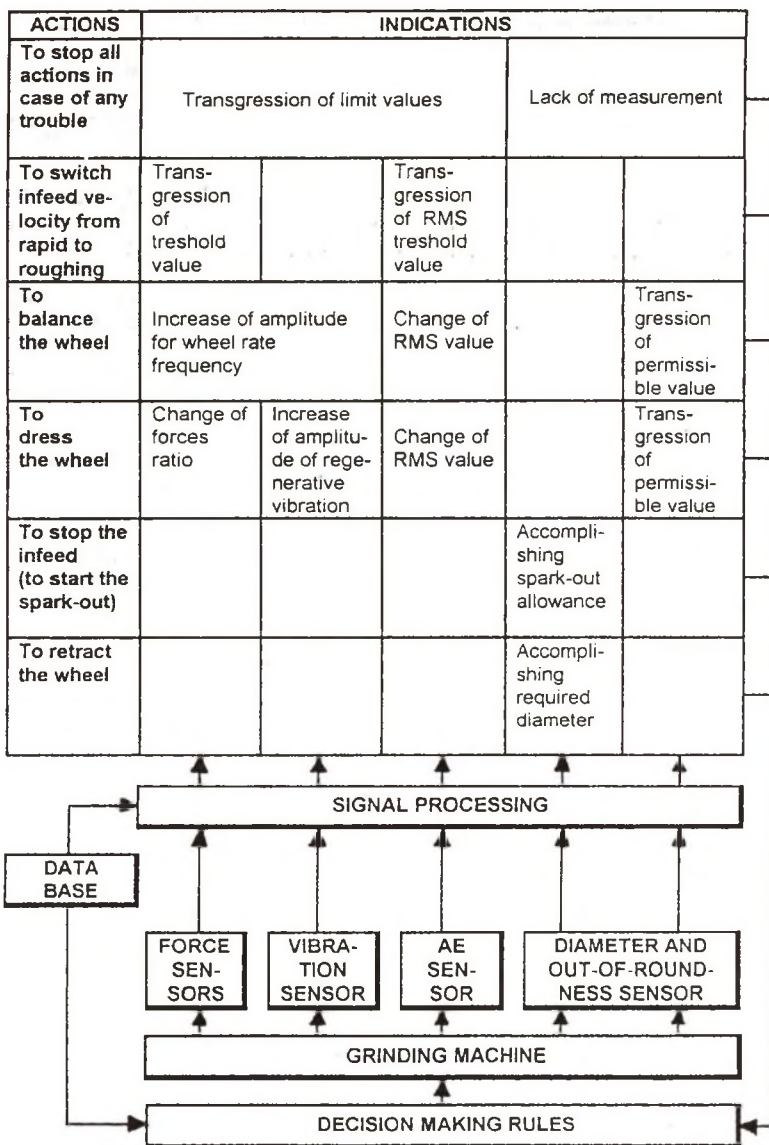 ACTIONS
INDICATIONS
To stop all
actions in
case of any
trouble
Transgression of limit values
Lack of measurement
To switch
infeed ve-
locity from
rapid to
roughing
Trans-
gression
of
treshold
value
Trans-
gression
of RMS
treshold
value
To
balance
the wheel
Increase of amplitude
for wheel rate
frequency
Change of
RMS value
Trans-
gression
of
permissi-
ble value
To
dress
the wheel
Change of
forces
ratio
Increase
of amplitu-
de of rege-
nerative
vibration
Change of
RMS value
Trans-
gression
of
permissi-
ble value
To stop the
infeed
(to start the
spark-out)
Accompli-
shing
spark-out
allowance
To retract
the wheel
Accompli-
shing
required
diameter
SIGNAL PROCESSING
DATA
BASE
FORCE
SEN-
SORS
VIBRA-
TION
SENSOR
AE
SEN-
SOR
DIAMETER AND
OUT-OF-ROUND-
NESS SENSOR
GRINDING MACHINE
DECISION MAKING RULES